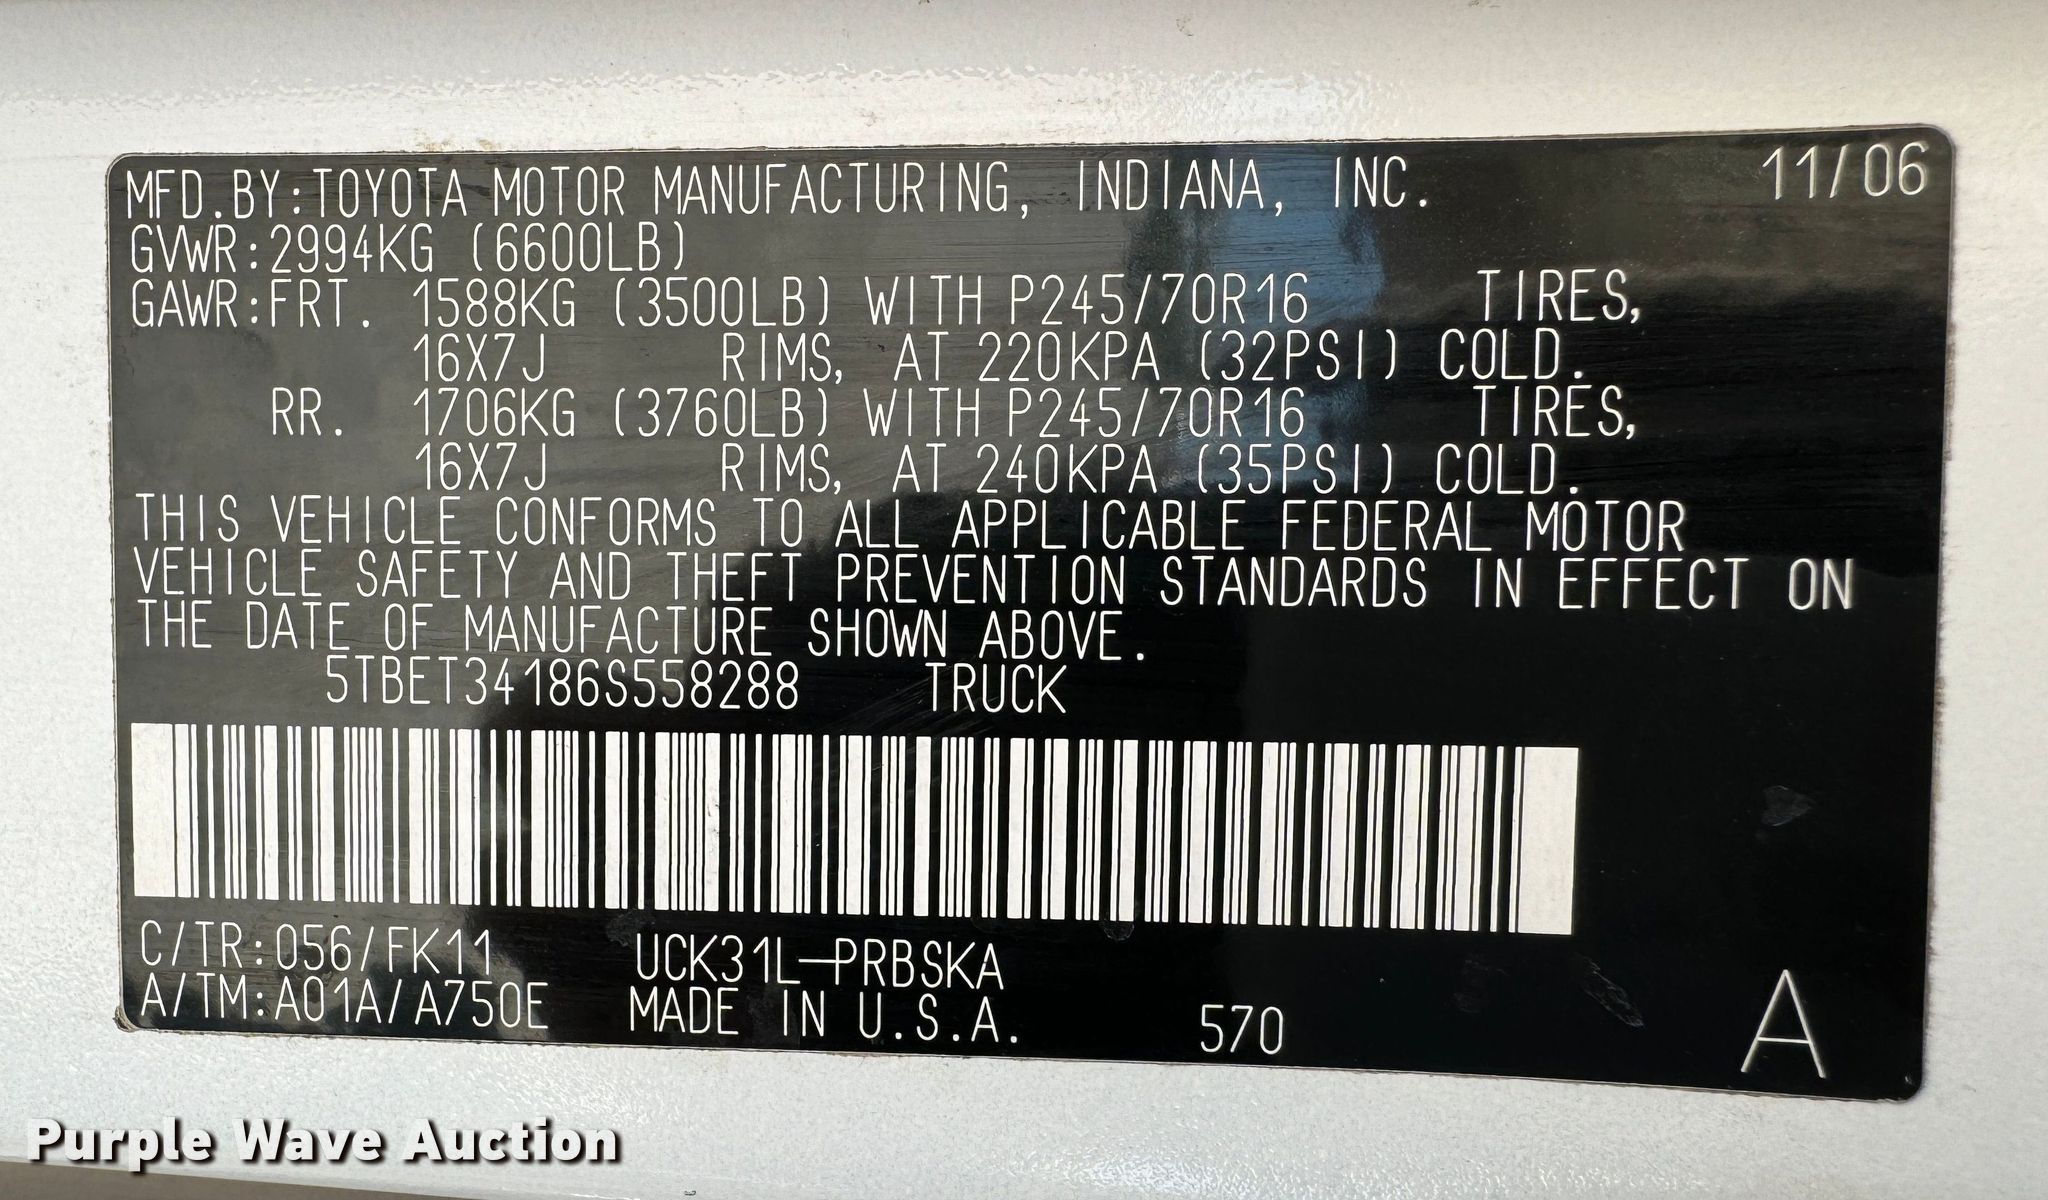 MFD.BY:TOYOTA MOTOR MANUFACTURING, INDIANA, INC. 11/06
GVWR:2994KG (6600LB)
GAWR:FRT. 1588KG (3500LB) WITH P245/70R16 TIRES,
16X7J RIMS, AT 220KPA (32PSI) COLD.
RR. 1706KG (3760LB) WITH P245/70R16 TIRES,
16X7J RIMS, AT 240KPA (35PSI) COLD.
THIS VEHICLE CONFORMS TO ALL APPLICABLE FEDERAL MOTOR
VEHICLE SAFETY AND THEFT PREVENTION STANDARDS IN EFFECT ON
THE DATE OF MANUFACTURE SHOWN ABOVE.
5TBET34186S558288 TRUCK
C/TR:056/FK11 UCK31L-PRBSKA
A/TM:A01A/A750E MADE IN U.S.A. 570 A
Purple Wave Auction